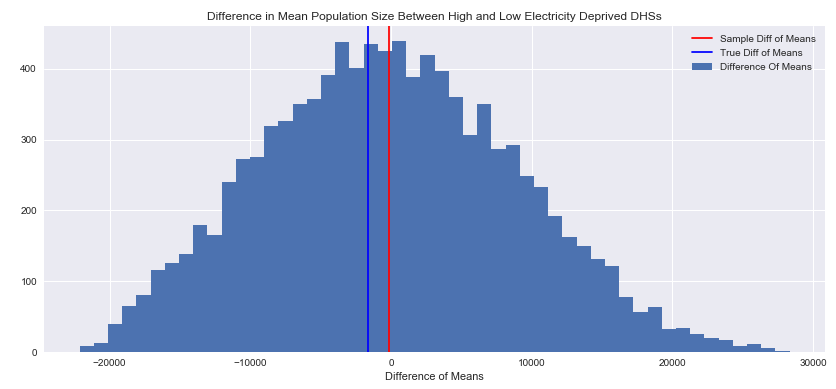 Difference in Mean Population Size Between High and Low Electricity Deprived DHSs
Sample Diff of Means
True Diff of Means
Difference Of Means
400
300
200
100
0
−20000 −10000 0 10000 20000 30000
Difference of Means